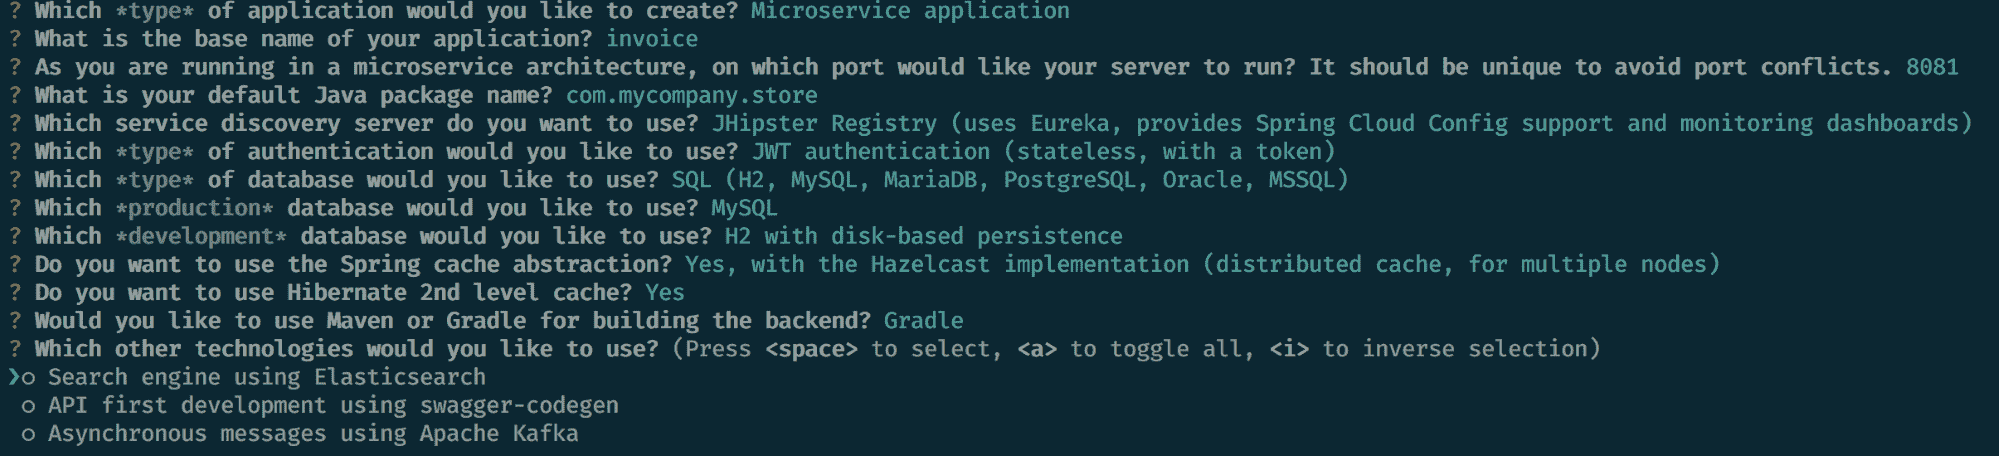 ? Which *type* of application would you like to create? Microservice application
? What is the base name of your application? invoice
? As you are running in a microservice architecture, on which port would like your server to run? It should be unique to avoid port conflicts. 8081
? What is your default Java package name? com.mycompany.store
? Which service discovery server do you want to use? JHipster Registry (uses Eureka, provides Spring Cloud Config support and monitoring dashboards)
? Which *type* of authentication would you like to use? JWT authentication (stateless, with a token)
? Which *type* of database would you like to use? SQL (H2, MySQL, MariaDB, PostgreSQL, Oracle, MSSQL)
? Which *production* database would you like to use? MySQL
? Which *development* database would you like to use? H2 with disk-based persistence
? Do you want to use the Spring cache abstraction? Yes, with the Hazelcast implementation (distributed cache, for multiple nodes)
? Do you want to use Hibernate 2nd level cache? Yes
? Would you like to use Maven or Gradle for building the backend? Gradle
? Which other technologies would you like to use? (Press <space> to select, <a> to toggle all, <i> to inverse selection)
❯○ Search engine using Elasticsearch
○ API first development using swagger-codegen
○ Asynchronous messages using Apache Kafka